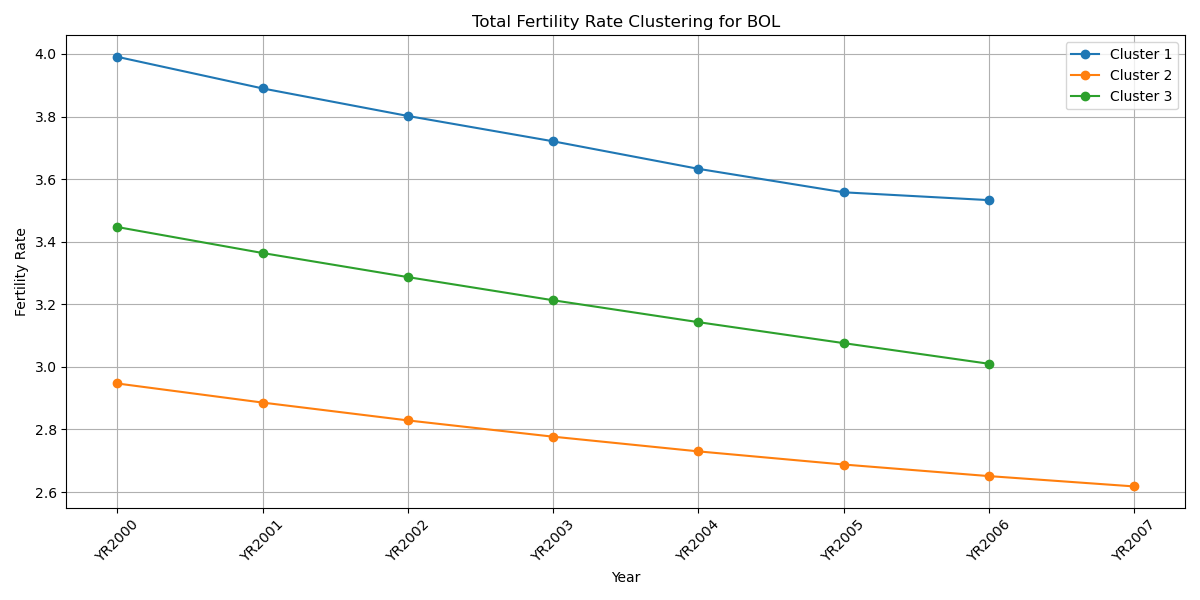 Total Fertility Rate Clustering for BOL
Cluster 1
Cluster 2
Cluster 3
Fertility Rate
4.0
3.8
3.6
3.4
3.2
3.0
2.8
2.6
YR2000
YR2001
YR2002
YR2003
YR2004
YR2005
YR2006
YR2007
Year